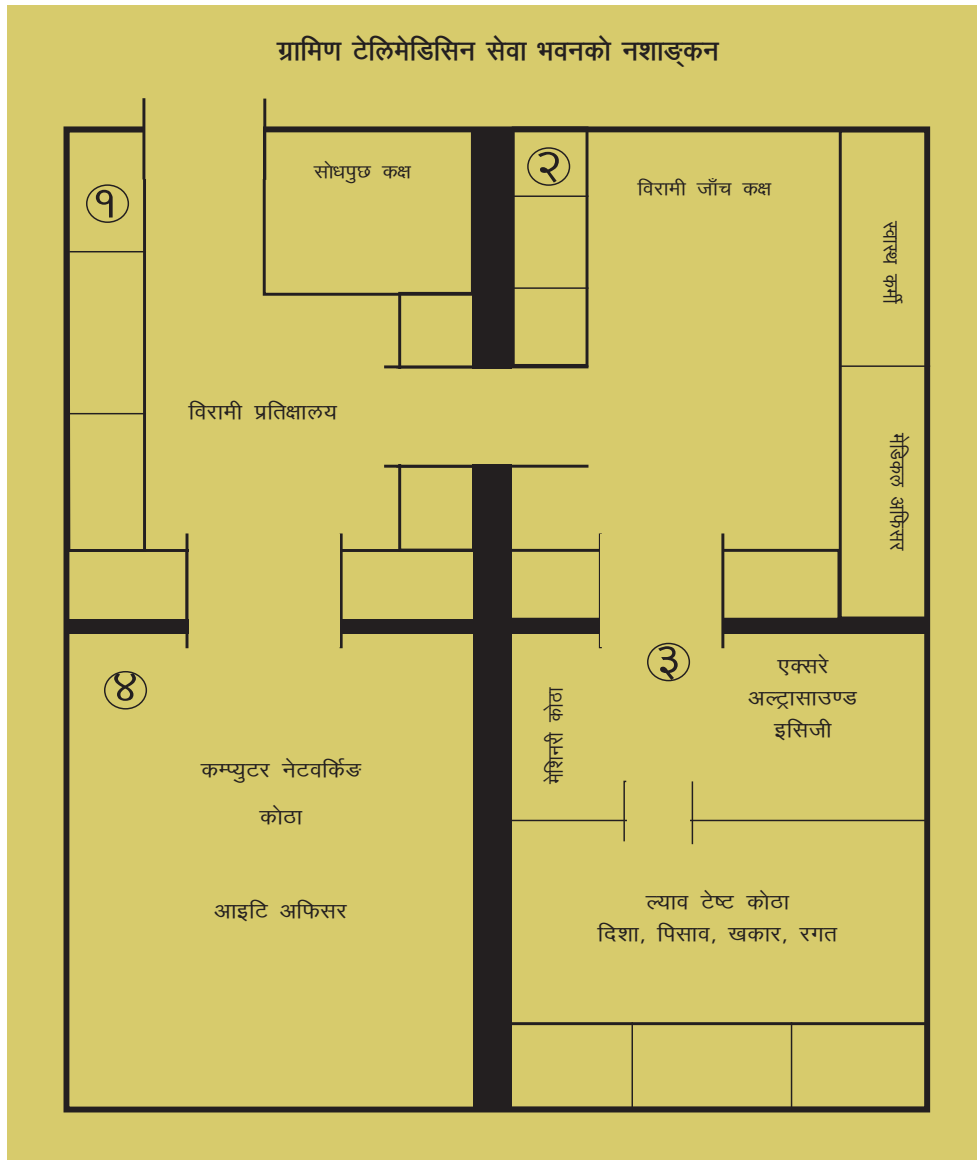 ग्रामिण टेलिमेडिसिन सेवा भवनको नशाङ्कन
१
सोधपुछ कक्ष
२
विरामी जाँच कक्ष
स्वास्थ कर्मी
विरामी प्रतिक्षालय
मेडिकल अफिसर
४
कम्प्युटर नेटवर्किङ
कोठा
आइटि अफिसर
३
एक्सरे
अल्ट्रासाउण्ड
इसिजी
मेशिनरी कोठा
ल्याव टेष्ट कोठा
दिशा, पिसाव, खकार, रगत